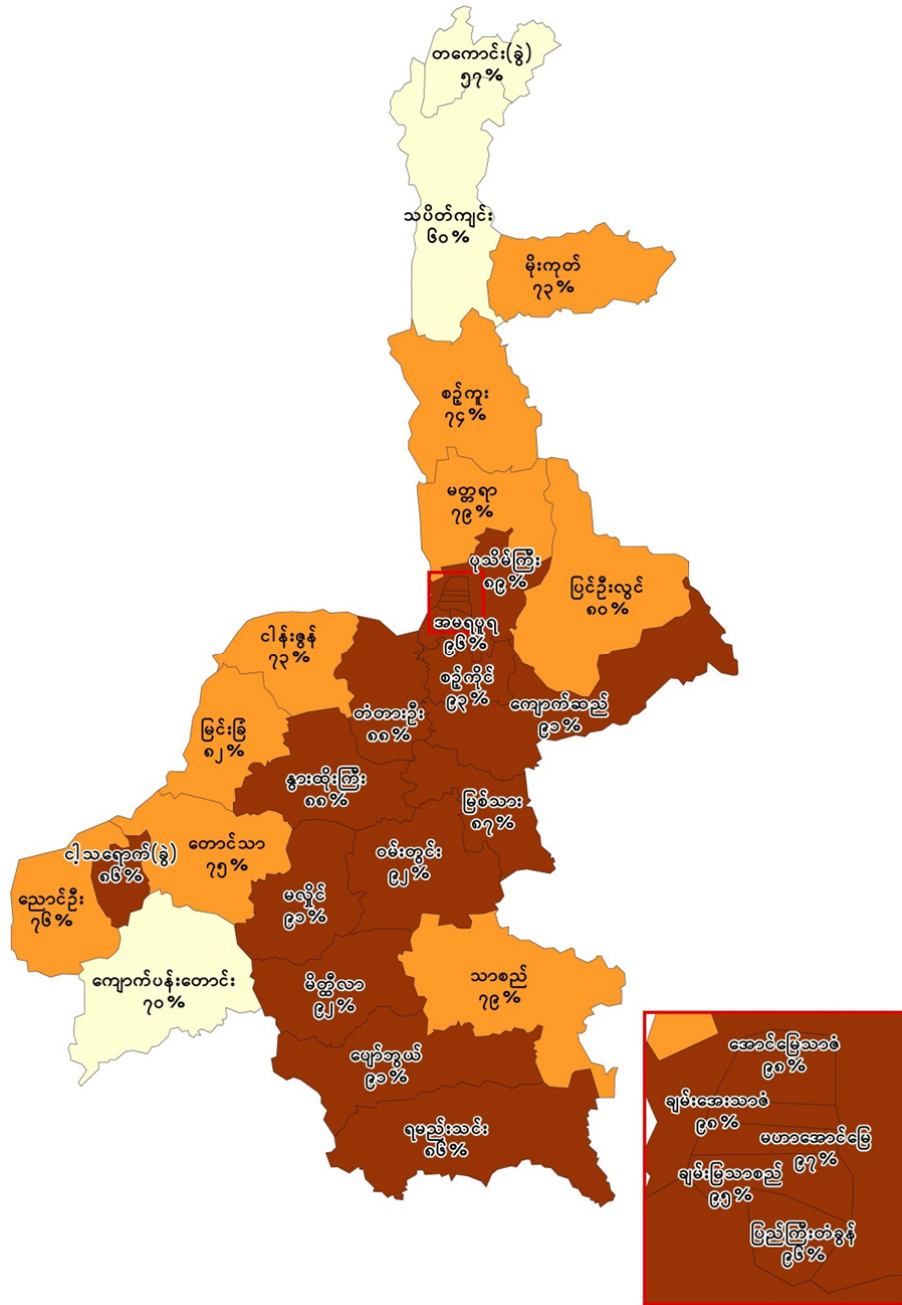 တကောင်း(ခွဲ)
၅၇%
သပိတ်ကျင်း
၆၀%
မိုးကုတ်
၇၃%
စဉ့်ကူး
၇၄%
မတ္တရာ
၇၉%
ပုသိမ်ကြီး
၈၉%
ပြင်ဦးလွင်
၈၀%
အမရပူရ
၉၆%
ငါန်းဇွန်
၇၃%
စဉ့်ကိုင်
၉၃%
တံတားဦး
၈၈%
ကျောက်ဆည်
၉၁%
မြင်းခြံ
၈၂%
နွားထိုးကြီး
၈၈%
မြစ်သား
၈၇%
တောင်သာ
၇၅%
ငါ့သရောက်(ခွဲ)
၈၆%
ဝမ်းတွင်း
၉၂%
ညောင်ဦး
၇၆%
မလှိုင်
၉၁%
ကျောက်ပန်းတောင်း
၇၀%
မိတ္ထီလာ
၉၂%
သာစည်
၇၉%
ပျော်ဘွယ်
၉၁%
ရမည်းသင်း
၈၆%
အောင်မြေသာဇံ
၉၈%
ချမ်းအေးသာဇံ
၉၈%
မဟာအောင်မြေ
၉၇%
ချမ်းမြသာစည်
၉၅%
ပြည်ကြီးတံခွန်
၉၆%